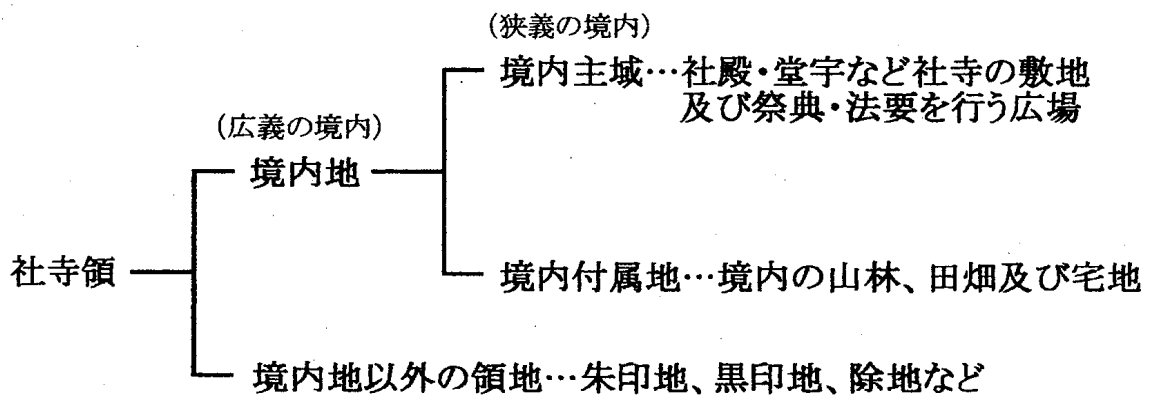 (狭義の境内)
境内主域…社殿・堂宇など社寺の敷地
及び祭典・法要を行う広場
(広義の境内)
境内地
社寺領
境内付属地…境内の山林、田畑及び宅地
境内地以外の領地…朱印地、黒印地、除地など